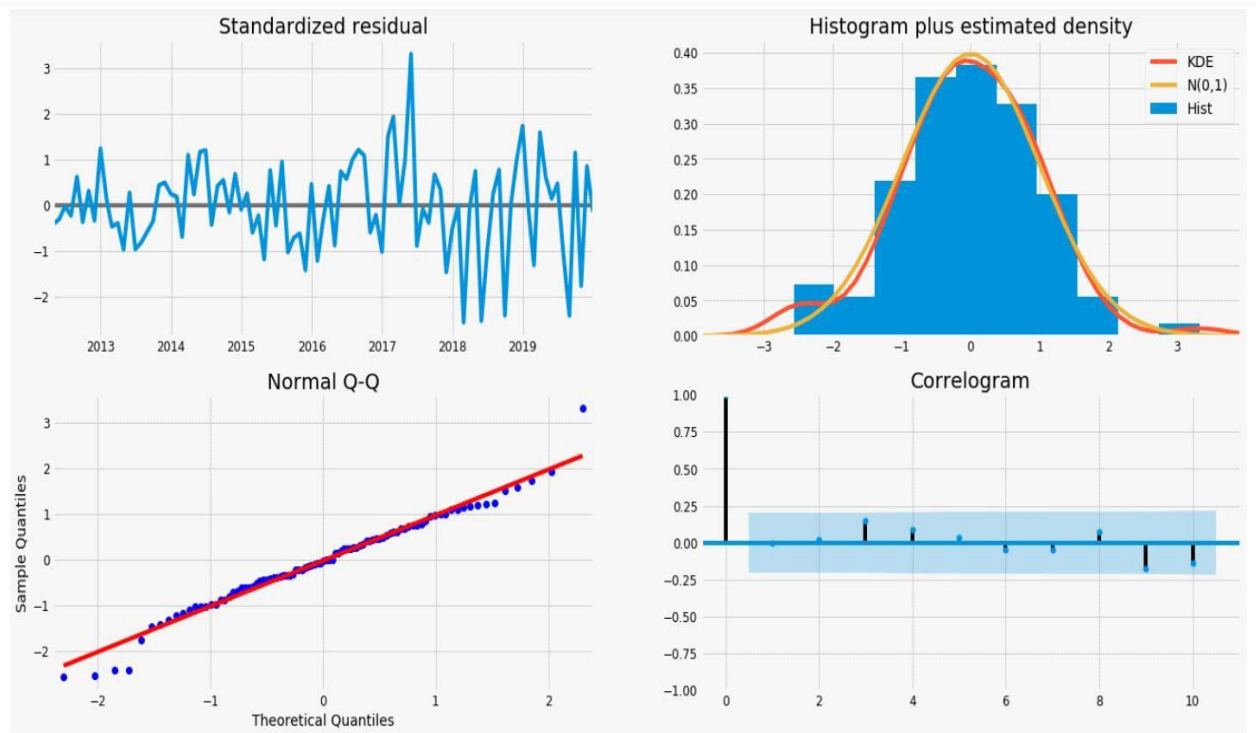 Standardized residual
3
2
1
0
−1
−2
2013 2014 2015 2016 2017 2018 2019
Histogram plus estimated density
0.40
0.35
0.30
0.25
0.20
0.15
0.10
0.05
0.00
−3 −2 −1 0 1 2 3
KDE
N(0,1)
Hist
Normal Q-Q
Sample Quantiles
3
2
1
0
−1
−2
−2 −1 0 1 2
Theoretical Quantiles
Correlogram
1.00
0.75
0.50
0.25
0.00
−0.25
−0.50
−0.75
−1.00
0 2 4 6 8 10